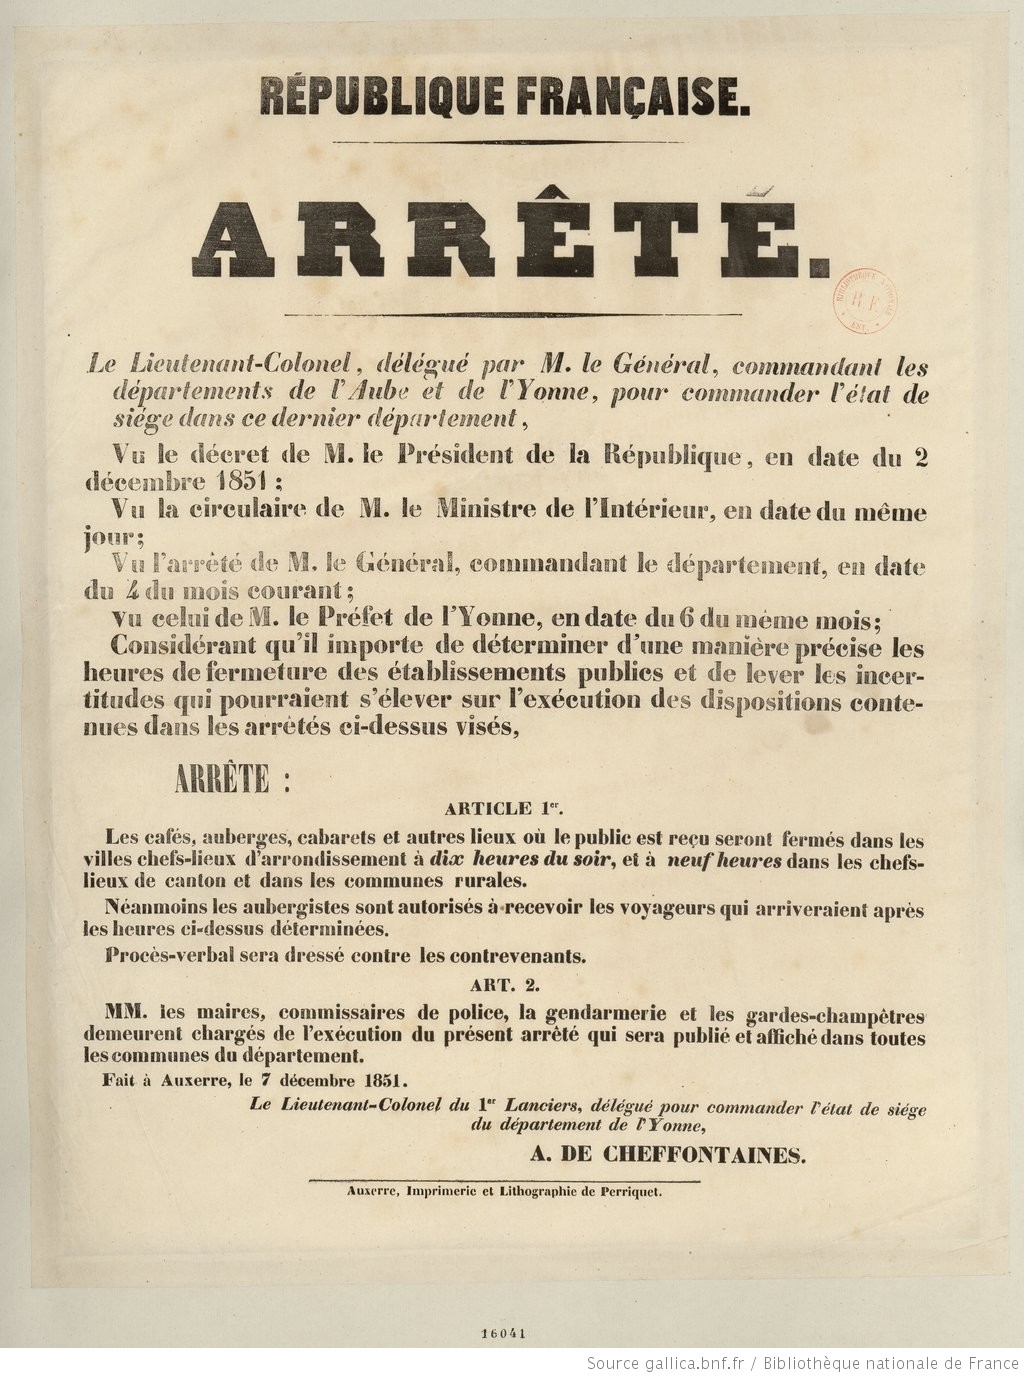 RÉPUBLIQUE FRANÇAISE.
ARRÊTÉ.
BIBLIOTHÈQUE NATIONALE
R.F.
EST.
Le Lieutenant-Colonel, délégué par M. le Général, commandant les
départements de l'Aube et de l'Yonne, pour commander l'état de
siége dans ce dernier département,
Vu le décret de M. le Président de la République, en date du 2
décembre 1851 ;
Vu la circulaire de M. le Ministre de l'Intérieur, en date du même
jour;
Vu l'arrêté de M. le Général, commandant le département, en date
du 4 du mois courant ;
Vu celui de M. le Préfet de l'Yonne, en date du 6 du même mois;
Considérant qu'il importe de déterminer d'une manière précise les
heures de fermeture des établissements publics et de lever les incer-
titudes qui pourraient s'élever sur l'exécution des dispositions conte-
nues dans les arrêtés ci-dessus visés,
ARRÊTE :
ARTICLE 1er.
Les cafés, auberges, cabarets et autres lieux où le public est reçu seront fermés dans les
villes chefs-lieux d'arrondissement à dix heures du soir, et à neuf heures dans les chefs-
lieux de canton et dans les communes rurales.
Néanmoins les aubergistes sont autorisés à recevoir les voyageurs qui arriveraient après
les heures ci-dessus déterminées.
Procès-verbal sera dressé contre les contrevenants.
ART. 2.
MM. les maires, commissaires de police, la gendarmerie et les gardes-champêtres
demeurent chargés de l'exécution du présent arrêté qui sera publié et affiché dans toutes
les communes du département.
Fait à Auxerre, le 7 décembre 1851.
Le Lieutenant-Colonel du 1er Lanciers, délégué pour commander l'état de siége
du département de l'Yonne,
A. DE CHEFFONTAINES.
Auxerre, Imprimerie et Lithographie de Perriquet.
16041
Source gallica.bnf.fr / Bibliothèque nationale de France